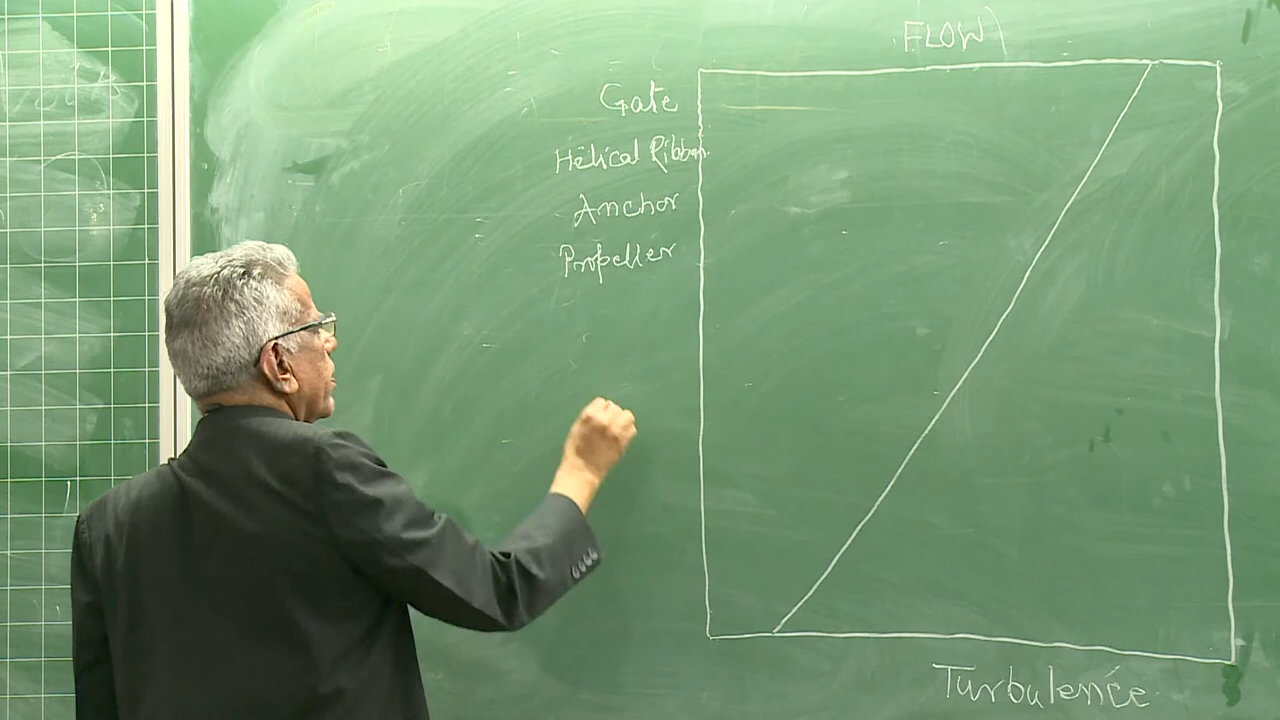 FLOW
Gate
Helical Ribbon
Anchor
Propeller
Turbulence